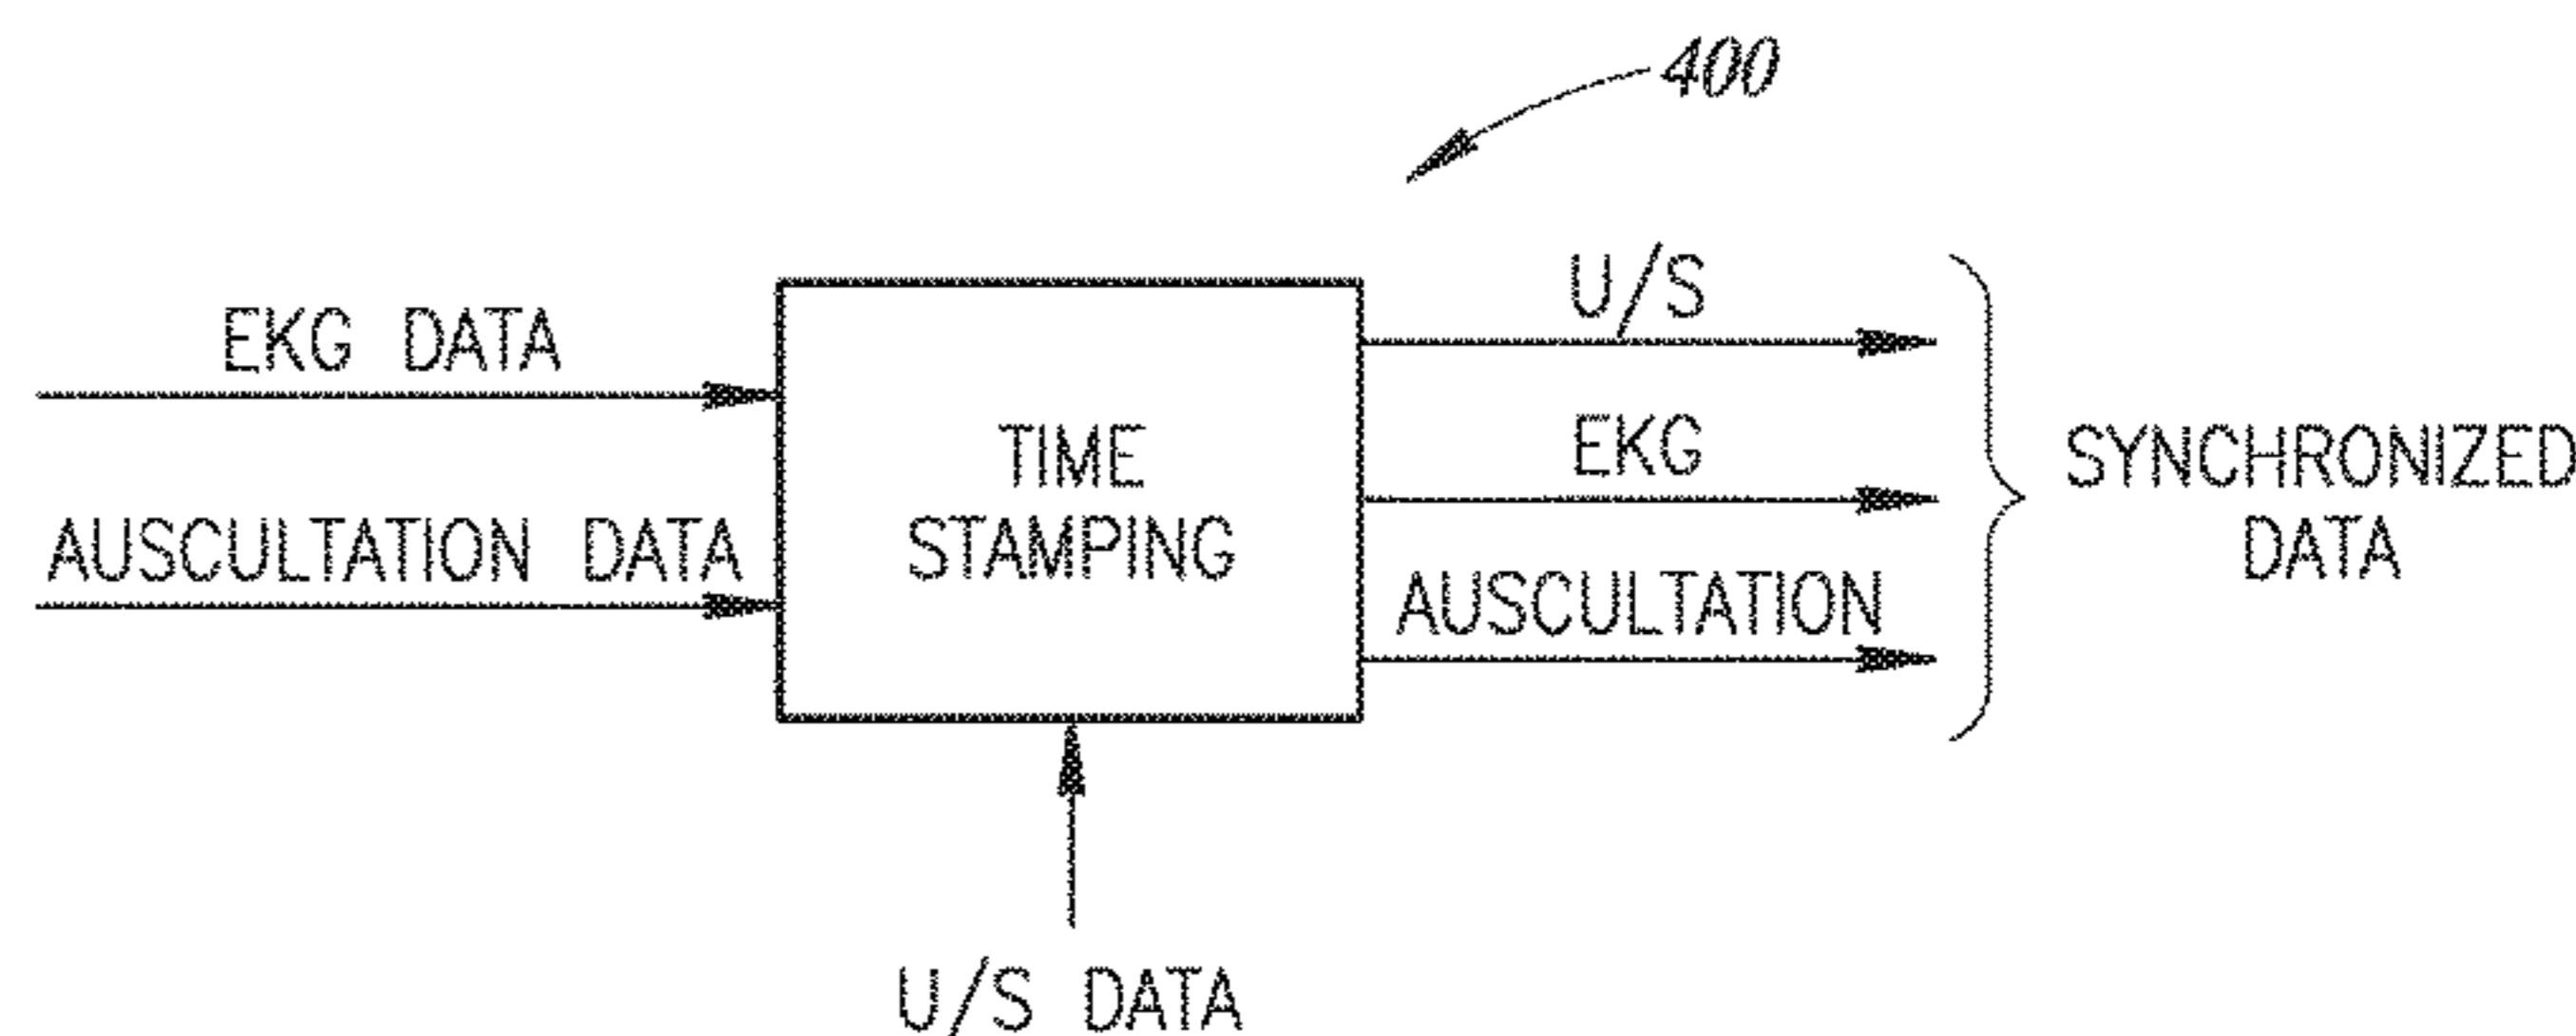 400
EKG DATA
AUSCULTATION DATA
TIME
STAMPING
U/S
EKG
AUSCULTATION
SYNCHRONIZED
DATA
U/S DATA